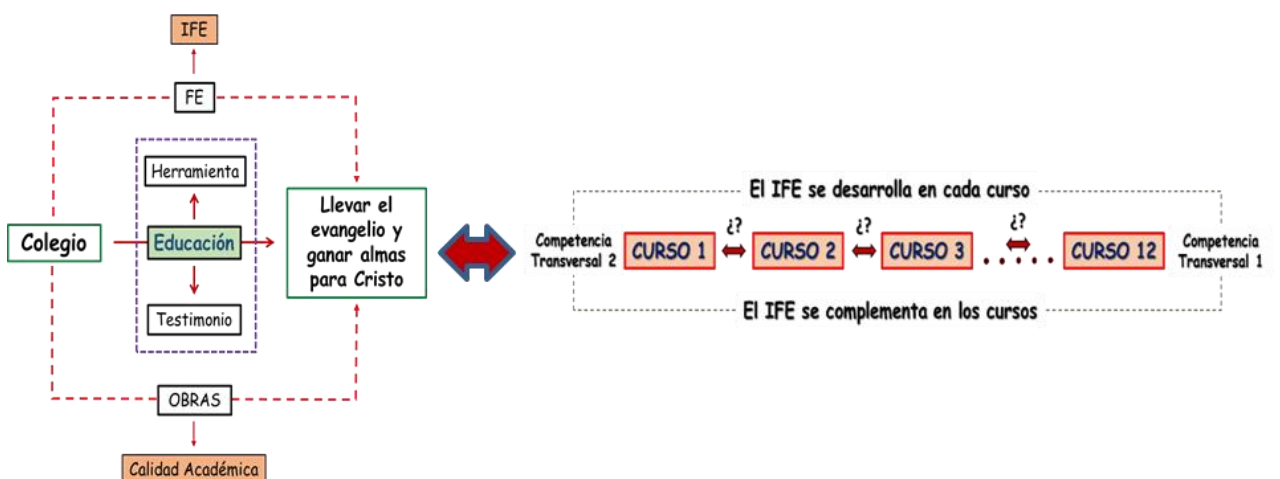 IFE
FE
Herramienta
Colegio
Educación
Llevar el
evangelio y
ganar almas
para Cristo
Testimonio
OBRAS
Calidad Académica
El IFE se desarrolla en cada curso
¿?
¿?
¿?
Competencia
Transversal 2
CURSO 1
CURSO 2
CURSO 3
.....
CURSO 12
Competencia
Transversal 1
El IFE se complementa en los cursos